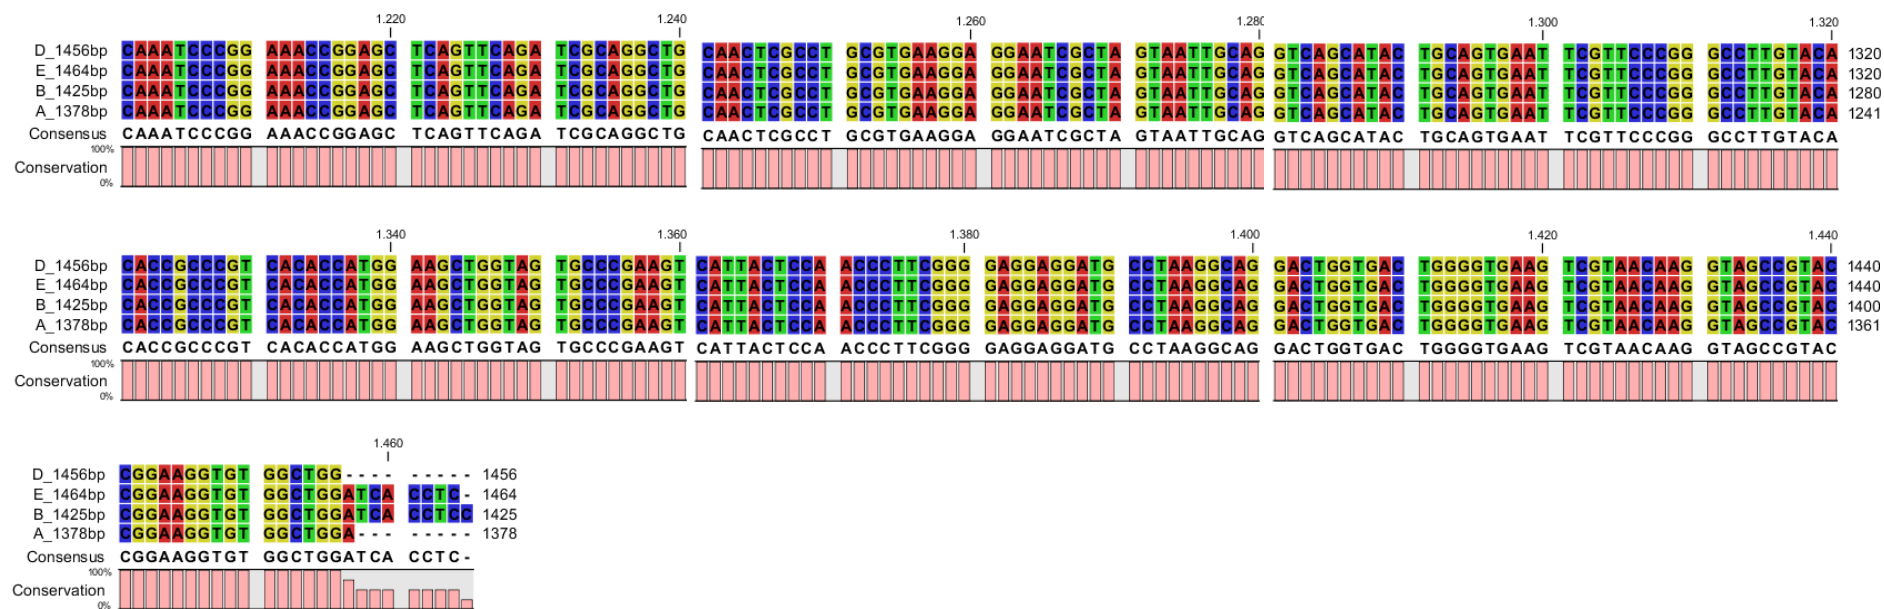 1.220 1.240 1.260 1.280 1.300 1.320
D_1456bp CAAATCCCGG AAACCGGAGC TCAGTTCAGA TCGCAGGCTG CAACTCGCCT GCGTGAAGGA GGAATCGCTA GTAATTGCAG GTCAGCATAC TGCAGTGAAT TCGTTCCCGG GCCTTGTACA 1320
E_1464bp CAAATCCCGG AAACCGGAGC TCAGTTCAGA TCGCAGGCTG CAACTCGCCT GCGTGAAGGA GGAATCGCTA GTAATTGCAG GTCAGCATAC TGCAGTGAAT TCGTTCCCGG GCCTTGTACA 1320
B_1425bp CAAATCCCGG AAACCGGAGC TCAGTTCAGA TCGCAGGCTG CAACTCGCCT GCGTGAAGGA GGAATCGCTA GTAATTGCAG GTCAGCATAC TGCAGTGAAT TCGTTCCCGG GCCTTGTACA 1280
A_1378bp CAAATCCCGG AAACCGGAGC TCAGTTCAGA TCGCAGGCTG CAACTCGCCT GCGTGAAGGA GGAATCGCTA GTAATTGCAG GTCAGCATAC TGCAGTGAAT TCGTTCCCGG GCCTTGTACA 1241
Consensus CAAATCCCGG AAACCGGAGC TCAGTTCAGA TCGCAGGCTG CAACTCGCCT GCGTGAAGGA GGAATCGCTA GTAATTGCAG GTCAGCATAC TGCAGTGAAT TCGTTCCCGG GCCTTGTACA
100%
Conservation
0%
1.340 1.360 1.380 1.400 1.420 1.440
D_1456bp CACCGCCCGT CACACCATGG AAGCTGGTAG TGCCCGAAGT CATTACTCCA ACCCTTCGGG GAGGAGGATG CCTAAGGCAG GACTGGTGAC TGGGGTGAAG TCGTAACAAG GTAGCCGTAC 1440
E_1464bp CACCGCCCGT CACACCATGG AAGCTGGTAG TGCCCGAAGT CATTACTCCA ACCCTTCGGG GAGGAGGATG CCTAAGGCAG GACTGGTGAC TGGGGTGAAG TCGTAACAAG GTAGCCGTAC 1440
B_1425bp CACCGCCCGT CACACCATGG AAGCTGGTAG TGCCCGAAGT CATTACTCCA ACCCTTCGGG GAGGAGGATG CCTAAGGCAG GACTGGTGAC TGGGGTGAAG TCGTAACAAG GTAGCCGTAC 1400
A_1378bp CACCGCCCGT CACACCATGG AAGCTGGTAG TGCCCGAAGT CATTACTCCA ACCCTTCGGG GAGGAGGATG CCTAAGGCAG GACTGGTGAC TGGGGTGAAG TCGTAACAAG GTAGCCGTAC 1361
Consensus CACCGCCCGT CACACCATGG AAGCTGGTAG TGCCCGAAGT CATTACTCCA ACCCTTCGGG GAGGAGGATG CCTAAGGCAG GACTGGTGAC TGGGGTGAAG TCGTAACAAG GTAGCCGTAC
100%
Conservation
0%
1.460
D_1456bp CGGAAGGTGT GGCTGG---- ----- 1456
E_1464bp CGGAAGGTGT GGCTGGATCA CCTC- 1464
B_1425bp CGGAAGGTGT GGCTGGATCA CCTCC 1425
A_1378bp CGGAAGGTGT GGCTGGA--- ----- 1378
Consensus CGGAAGGTGT GGCTGGATCA CCTC-
100%
Conservation
0%